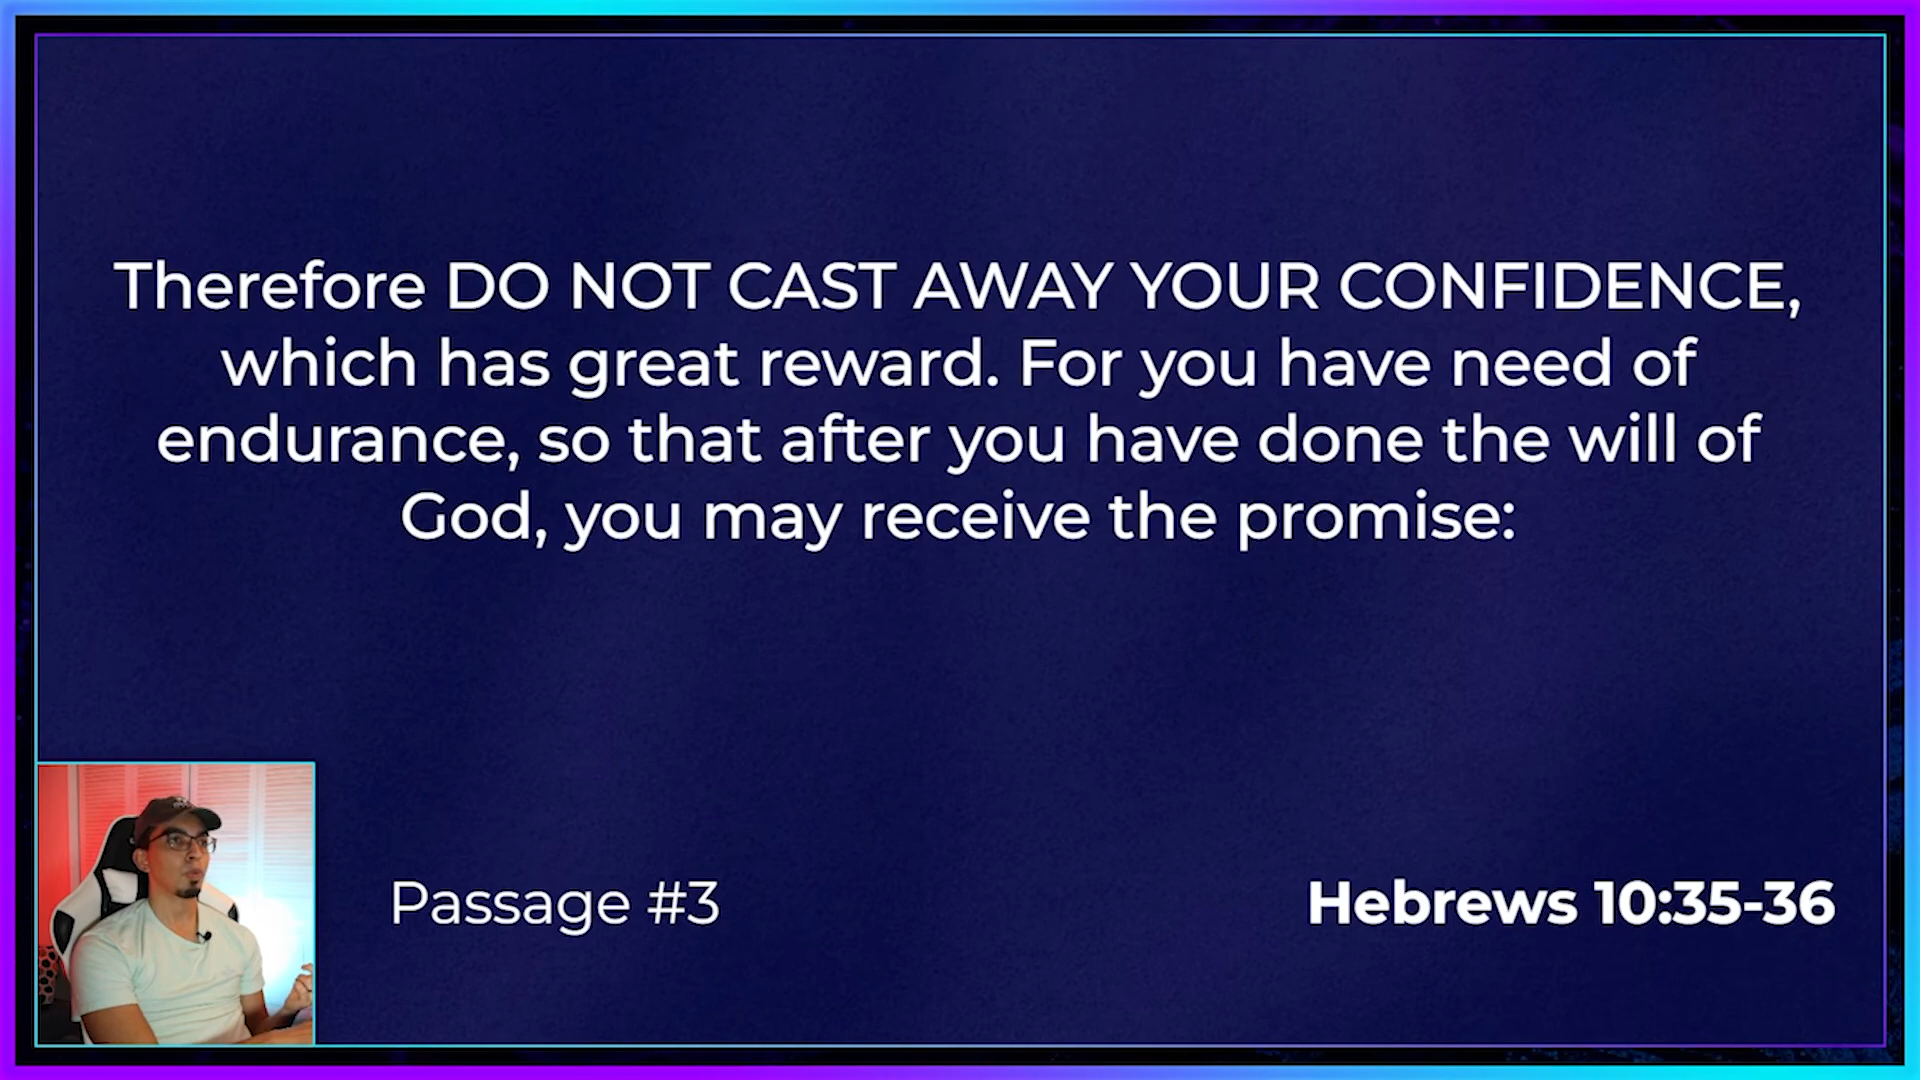 Therefore DO NOT CAST AWAY YOUR CONFIDENCE,
which has great reward. For you have need of
endurance, so that after you have done the will of
God, you may receive the promise:
Passage #3
Hebrews 10:35-36